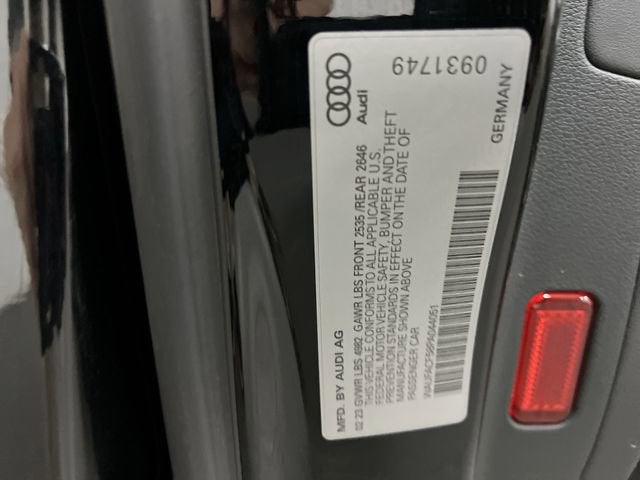 Audi
0931749
MFD. BY AUDI AG
GERMANY
02 23 GVWR LBS 4982 GAWR LBS FRONT 2535 /REAR 2646
THIS VEHICLE CONFORMS TO ALL APPLICABLE U.S.
FEDERAL MOTOR VEHICLE SAFETY, BUMPER AND THEFT
PREVENTION STANDARDS IN EFFECT ON THE DATE OF
MANUFACTURE SHOWN ABOVE
PASSENGER CAR